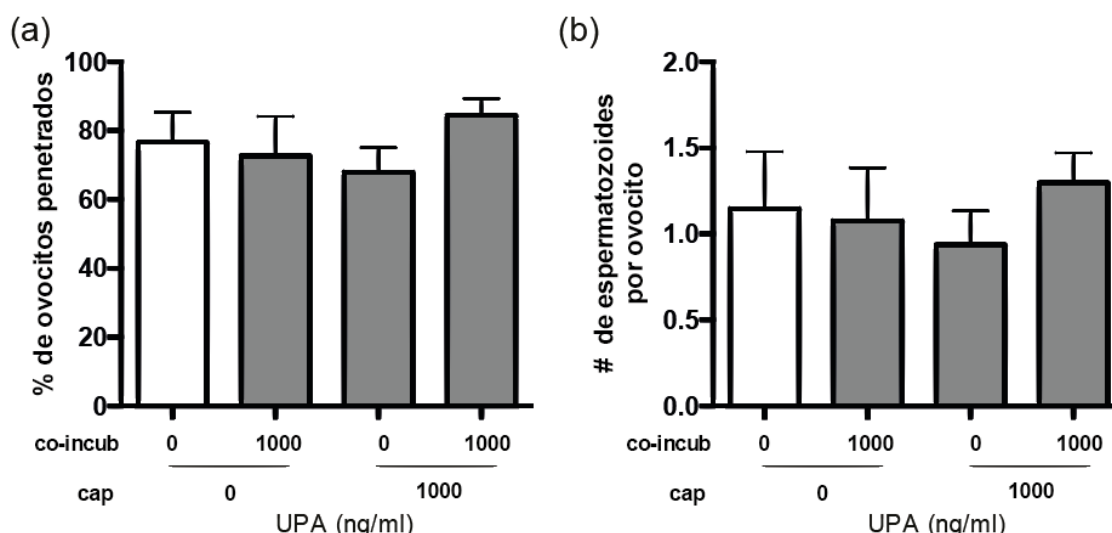 (a)
% de ovocitos penetrados
100
80
60
40
20
0
co-incub 0 1000 0 1000
cap 0 1000
UPA (ng/ml)
(b)
# de espermatozoides
por ovocito
2.0
1.5
1.0
0.5
0.0
co-incub 0 1000 0 1000
cap 0 1000
UPA (ng/ml)